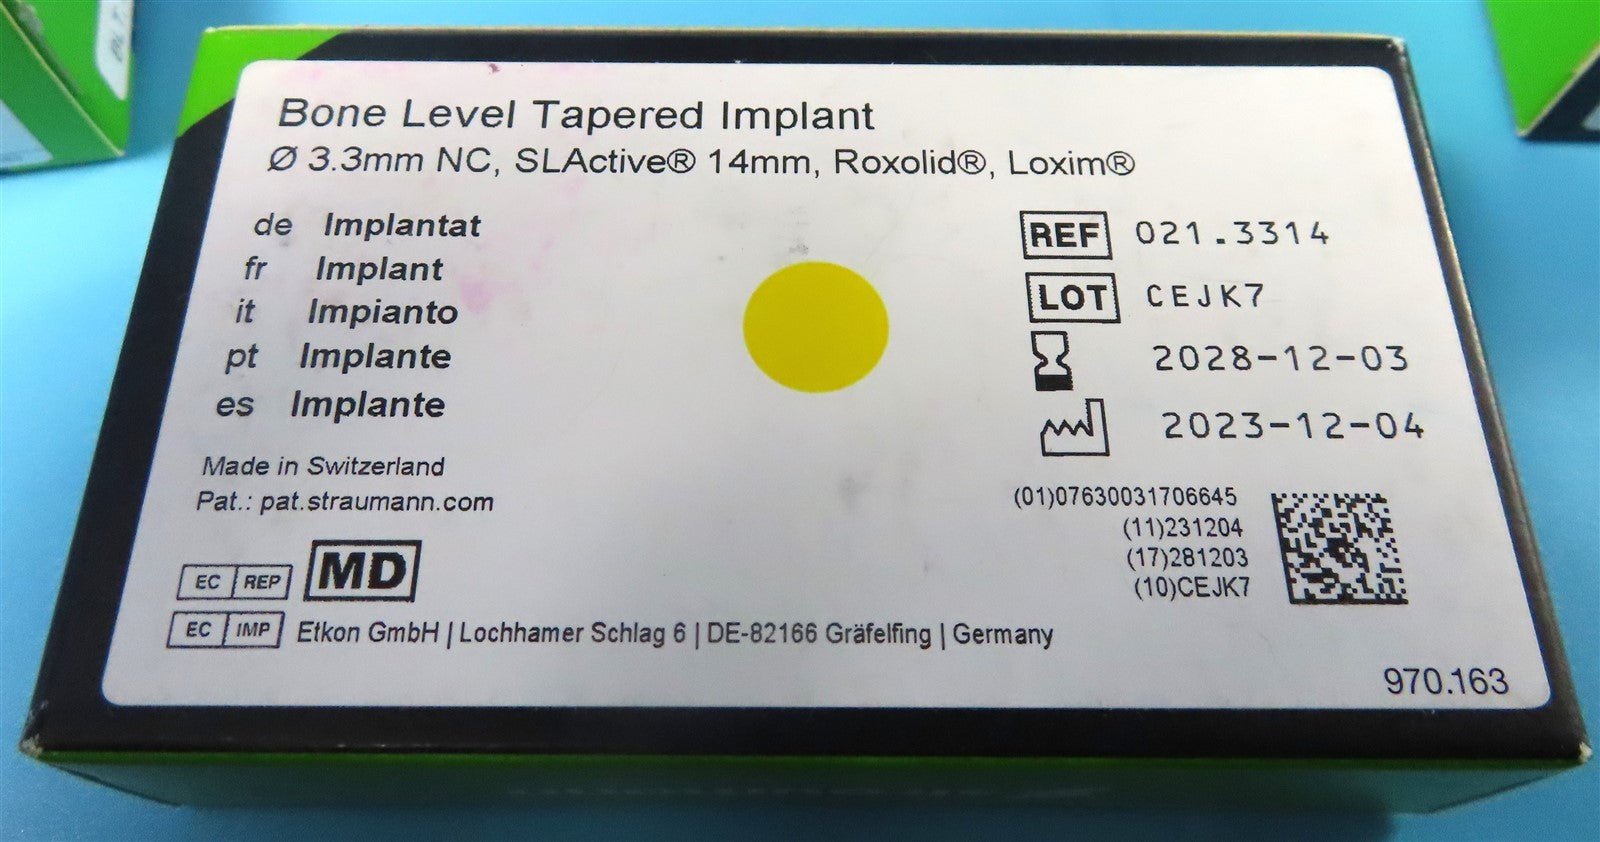 Bone Level Tapered Implant
Ø 3.3mm NC, SLActive® 14mm, Roxolid®, Loxim®
de Implantat
fr Implant
it Impianto
pt Implante
es Implante
Made in Switzerland
Pat.: pat.straumann.com
EC REP MD
EC IMP Etkon GmbH | Lochhamer Schlag 6 | DE-82166 Gräfelfing | Germany
REF 021.3314
LOT CEJK7
2028-12-03
2023-12-04
(01)07630031706645
(11)231204
(17)281203
(10)CEJK7
970.163